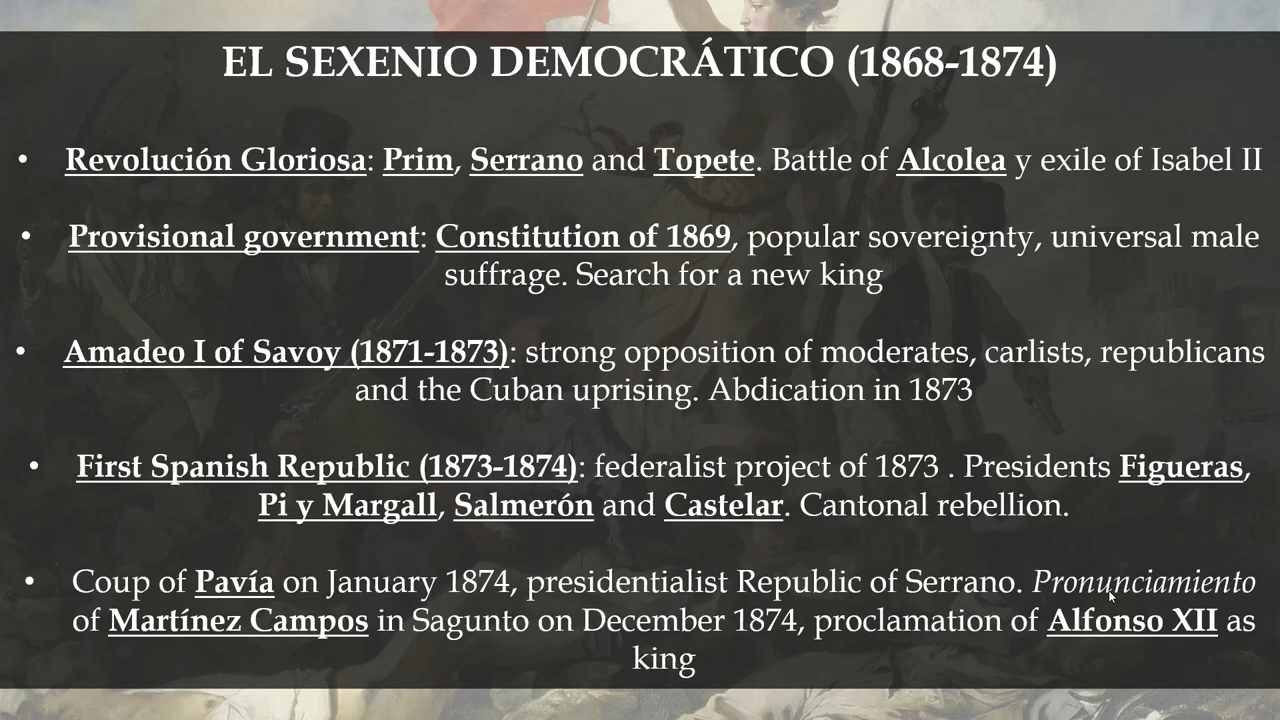 EL SEXENIO DEMOCRÁTICO (1868-1874)
• Revolución Gloriosa: Prim, Serrano and Topete. Battle of Alcolea y exile of Isabel II
• Provisional government: Constitution of 1869, popular sovereignty, universal male
suffrage. Search for a new king
• Amadeo I of Savoy (1871-1873): strong opposition of moderates, carlists, republicans
and the Cuban uprising. Abdication in 1873
• First Spanish Republic (1873-1874): federalist project of 1873 . Presidents Figueras,
Pi y Margall, Salmerón and Castelar. Cantonal rebellion.
• Coup of Pavía on January 1874, presidentialist Republic of Serrano. Pronunciamiento
of Martínez Campos in Sagunto on December 1874, proclamation of Alfonso XII as
king